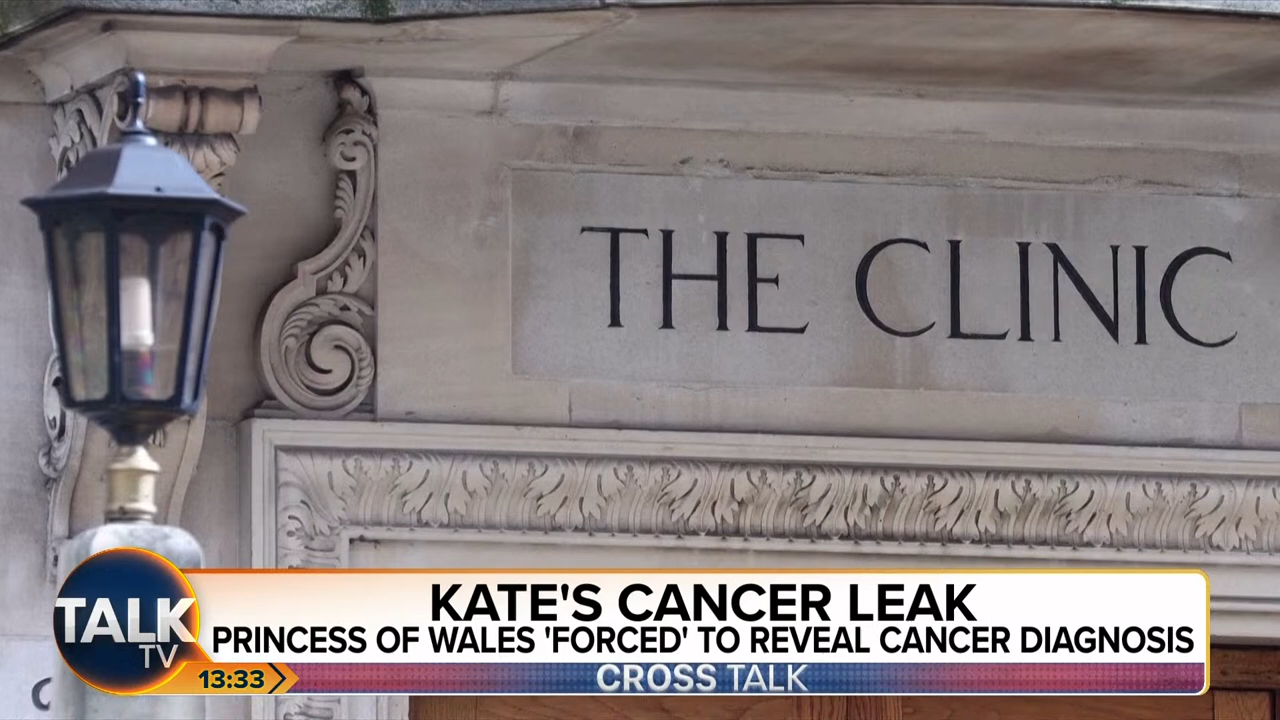 THE CLINIC
KATE'S CANCER LEAK
PRINCESS OF WALES 'FORCED' TO REVEAL CANCER DIAGNOSIS
TALK
TV
13:33
CROSS TALK